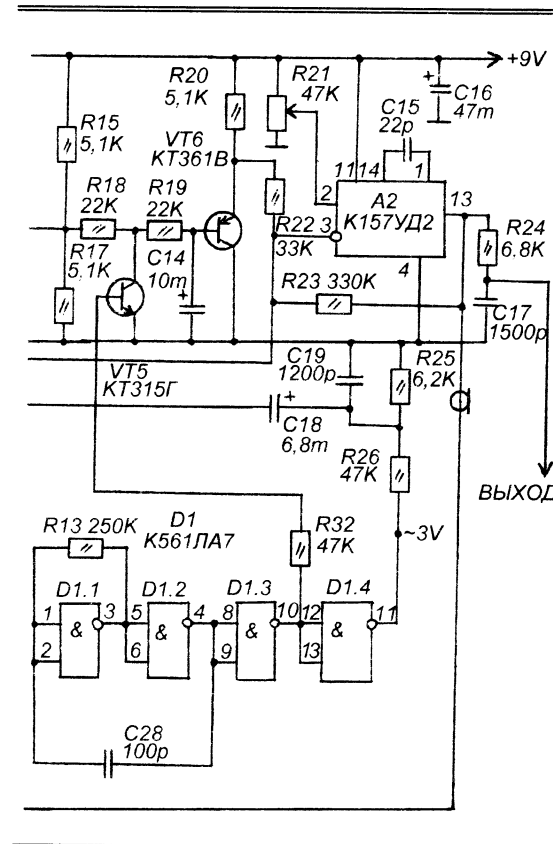 +9V
R20
5,1K
R21
47K
C16
47m
C15
22p
R15
5,1K
VT6
КТ361В
11
14
1
R18
22K
R19
22K
2
A2
К157УД2
13
3
R22
33K
R24
6.8K
R17
5,1K
C14
10m
4
R23 330K
C17
1500p
VT5
КТ315Г
C19
1200p
R25
6,2K
C18
6,8m
+
+
+
R26
47K
ВЫХОД
R13 250K
D1
К561ЛА7
R32
47K
~3V
D1.1
D1.2
D1.3
D1.4
1
&
3
5
&
4
8
&
10
12
&
11
2
6
9
13
C28
100p